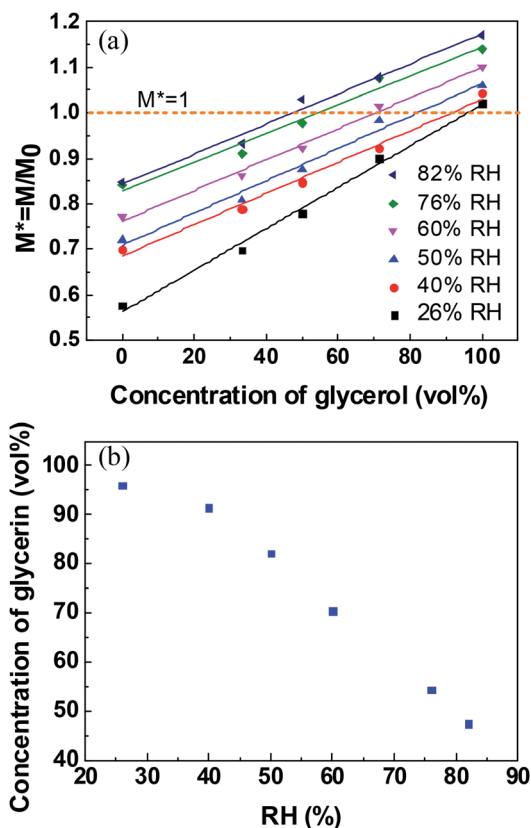 (a)
M*=M/M0
1.2
1.1
1.0
0.9
0.8
0.7
0.6
0.5
M*=1
82% RH
76% RH
60% RH
50% RH
40% RH
26% RH
0 20 40 60 80 100
Concentration of glycerol (vol%)
(b)
Concentration of glycerin (vol%)
100
90
80
70
60
50
40
20 30 40 50 60 70 80 90
RH (%)